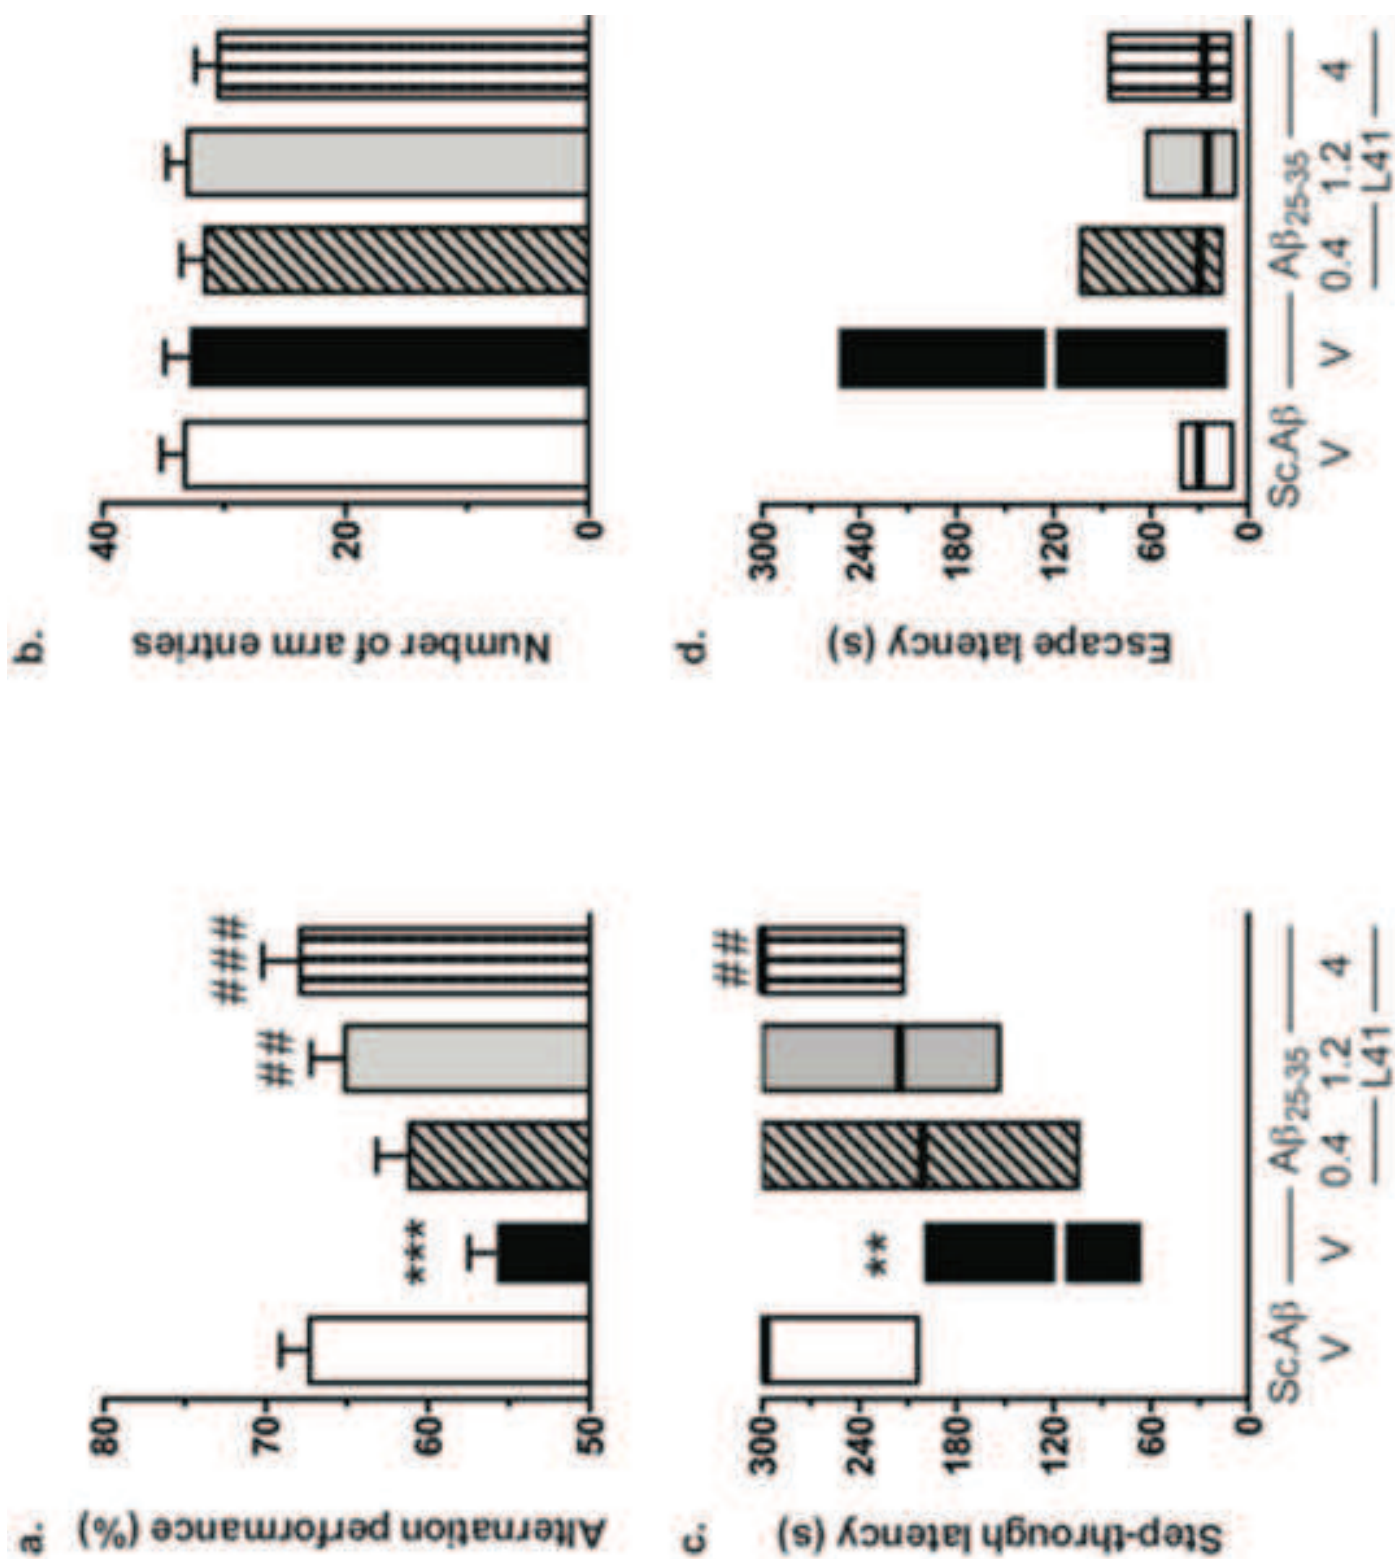 a.
Alternation performance (%)
80
70
60
50
***
##
###
b.
Number of arm entries
40
20
0
c.
Step-through latency (s)
300
240
180
120
60
0
**
##
Sc.Aβ
Aβ25-35
V
V
0.4
1.2
4
L41
d.
Escape latency (s)
300
240
180
120
60
0
Sc.Aβ
Aβ25-35
V
V
0.4
1.2
4
L41